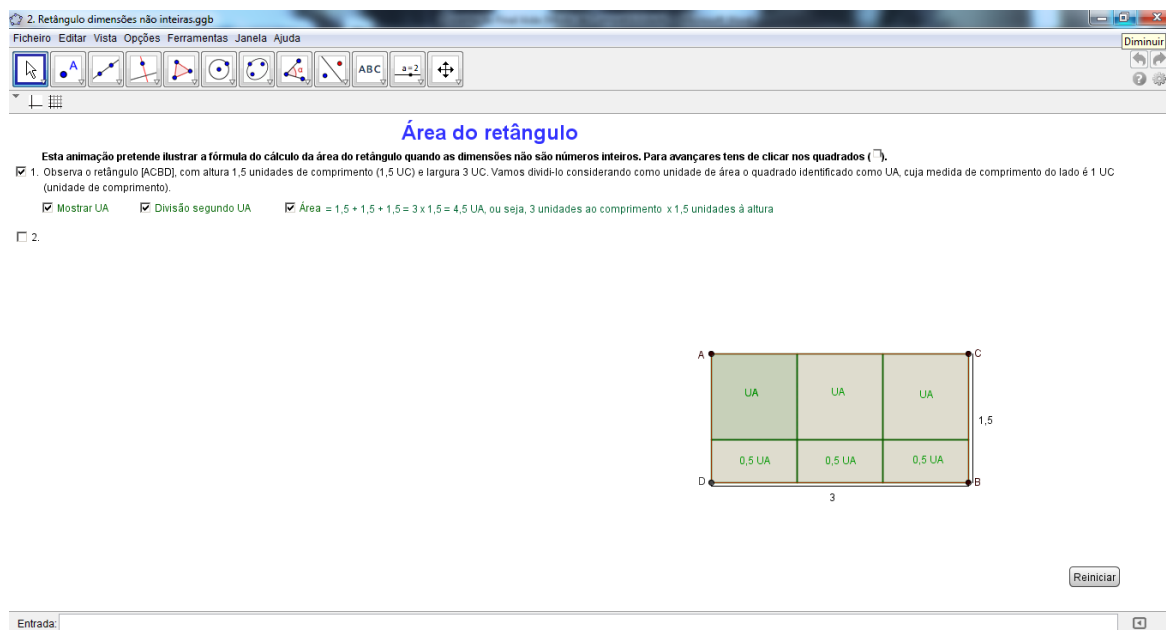 2. Retângulo dimensões não inteiras.ggb
Ficheiro Editar Vista Opções Ferramentas Janela Ajuda
Diminuir
A
ABC
a=2
Área do retângulo
Esta animação pretende ilustrar a fórmula do cálculo da área do retângulo quando as dimensões não são números inteiros. Para avançares tens de clicar nos quadrados ( ).
1. Observa o retângulo [ACBD], com altura 1,5 unidades de comprimento (1,5 UC) e largura 3 UC. Vamos dividi-lo considerando como unidade de área o quadrado identificado como UA, cuja medida de comprimento do lado é 1 UC
(unidade de comprimento).
Mostrar UA Divisão segundo UA Área = 1,5 + 1,5 + 1,5 = 3 x 1,5 = 4,5 UA, ou seja, 3 unidades ao comprimento x 1,5 unidades à altura
2.
A C
UA UA UA
1,5
0,5 UA 0,5 UA 0,5 UA
D B
3
Reiniciar
Entrada: